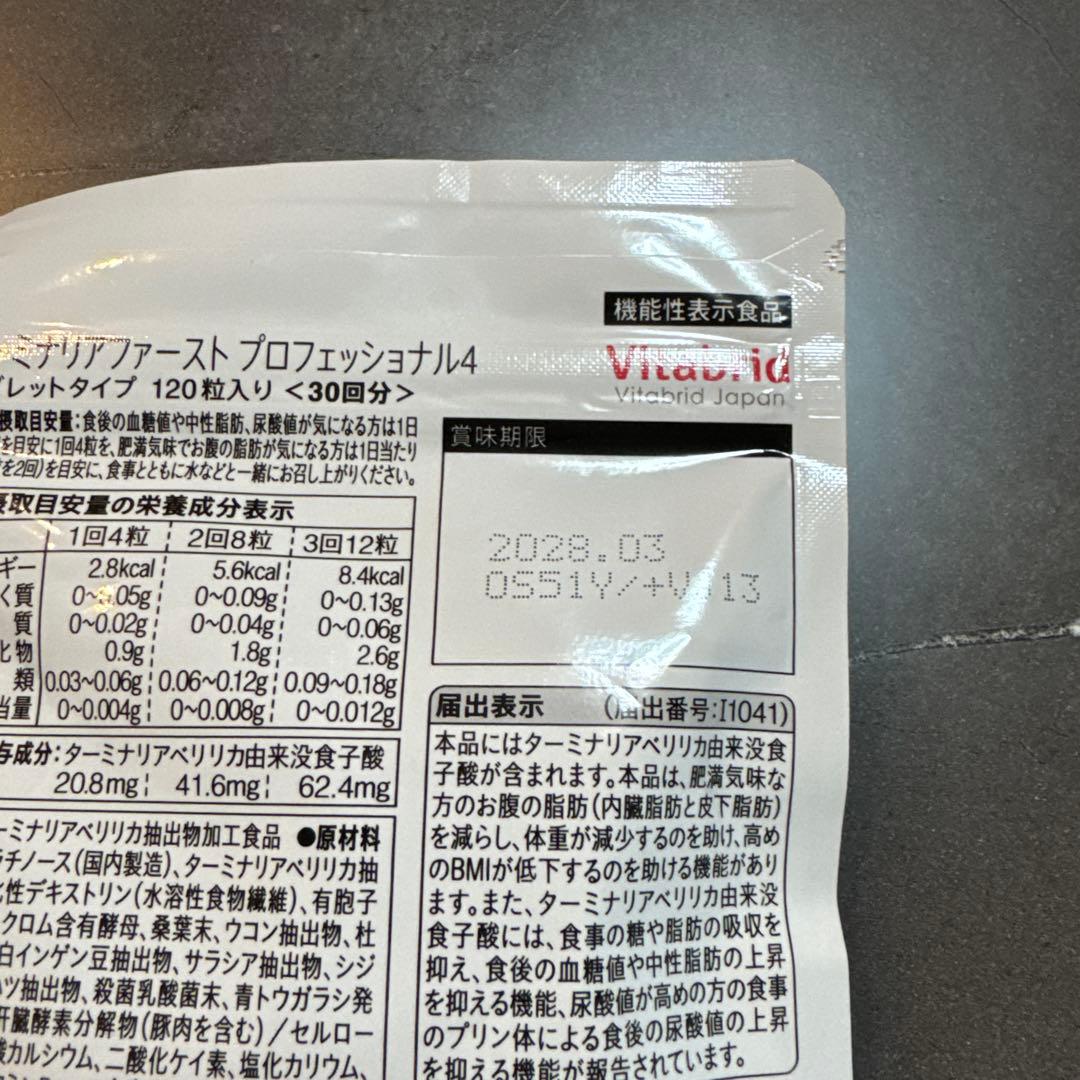 機能性表示食品
Vitabrid
Vitabrid Japan
ミナリアファースト プロフェッショナル4
レットタイプ 120粒入り <30回分>
摂取目安量:食後の血糖値や中性脂肪、尿酸値が気になる方は1日
を目安に1回4粒を、肥満気味でお腹の脂肪が気になる方は1日当たり
を2回)を目安に、食事とともに水などと一緒にお召し上がりください。
摂取目安量の栄養成分表示
1回4粒 2回8粒 3回12粒
ギー 2.8kcal 5.6kcal 8.4kcal
く質 0~0.05g 0~0.09g 0~0.13g
質 0~0.02g 0~0.04g 0~0.06g
化物 0.9g 1.8g 2.6g
類 0.03~0.06g 0.06~0.12g 0.09~0.18g
当量 0~0.004g 0~0.008g 0~0.012g
与成分:ターミナリアベリリカ由来没食子酸
20.8mg 41.6mg 62.4mg
ーミナリアベリリカ抽出物加工食品 ●原材料
ラチノース(国内製造)、ターミナリアベリリカ抽
化性デキストリン(水溶性食物繊維)、有胞子
クロム含有酵母、桑葉末、ウコン抽出物、杜
白インゲン豆抽出物、サラシア抽出物、シジ
ハツ抽出物、殺菌乳酸菌末、青トウガラシ発
肝臓酵素分解物(豚肉を含む)/セルロー
酸カルシウム、二酸化ケイ素、塩化カリウム、
賞味期限
2028.03
OS51Y/+V 13
届出表示 (届出番号:I1041)
本品にはターミナリアベリリカ由来没食
子酸が含まれます。本品は、肥満気味な
方のお腹の脂肪(内臓脂肪と皮下脂肪)
を減らし、体重が減少するのを助け、高め
のBMIが低下するのを助ける機能があり
ます。また、ターミナリアベリリカ由来没
食子酸には、食事の糖や脂肪の吸収を
抑え、食後の血糖値や中性脂肪の上昇
を抑える機能、尿酸値が高めの方の食事
のプリン体による食後の尿酸値の上昇
を抑える機能が報告されています。